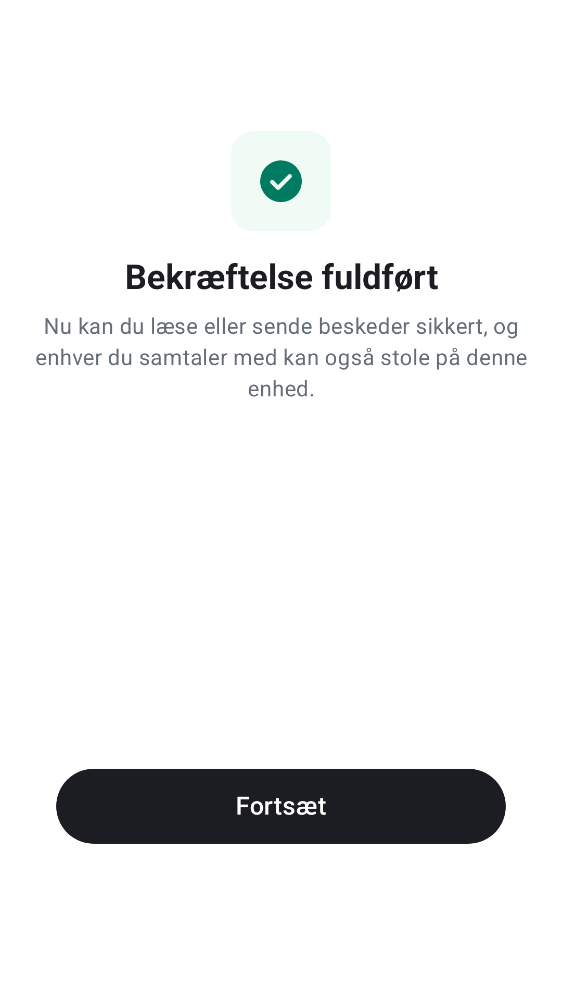 Bekræftelse fuldført
Nu kan du læse eller sende beskeder sikkert, og
enhver du samtaler med kan også stole på denne
enhed.
Fortsæt